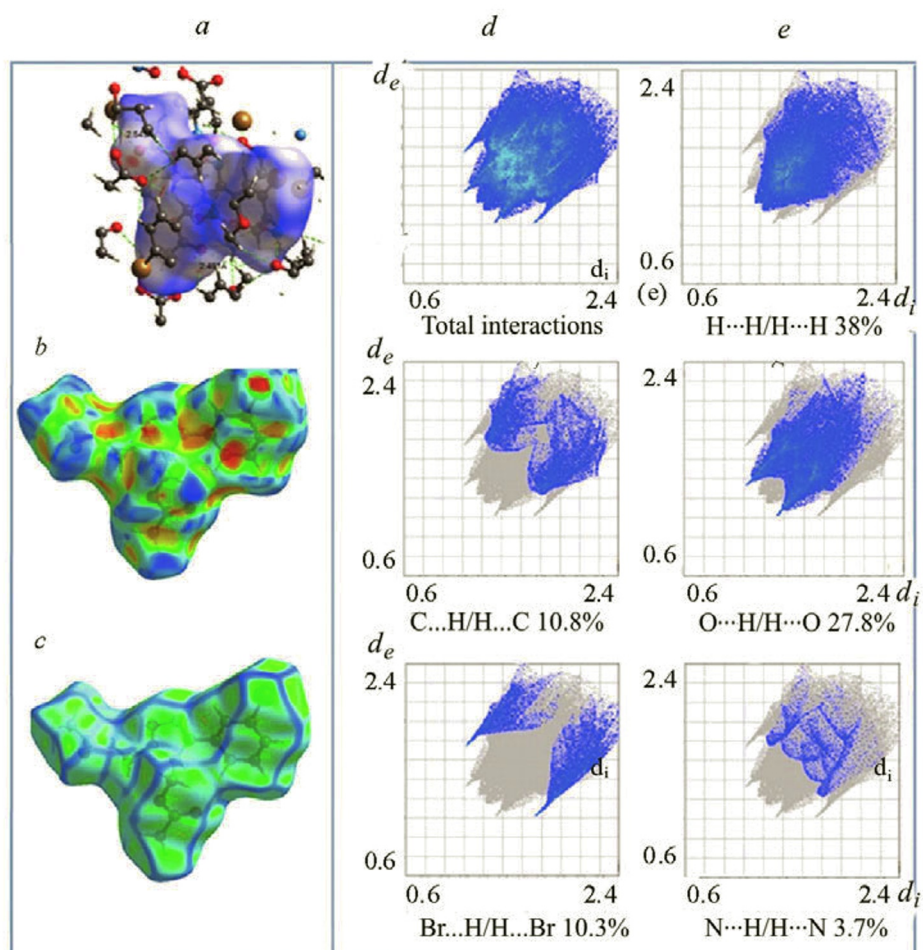 a d e
d_e 2.4
d_i 0.6
0.6 2.4 (e) 0.6 2.4 d_i
Total interactions H···H/H···H 38%
b d_e
2.4 2.4
0.6 0.6
0.6 2.4 0.6 2.4 d_i
C...H/H...C 10.8% O···H/H···O 27.8%
c d_e
2.4 2.4
d_i d_i
0.6 0.6
0.6 2.4 0.6 2.4 d_i
Br...H/H...Br 10.3% N···H/H···N 3.7%